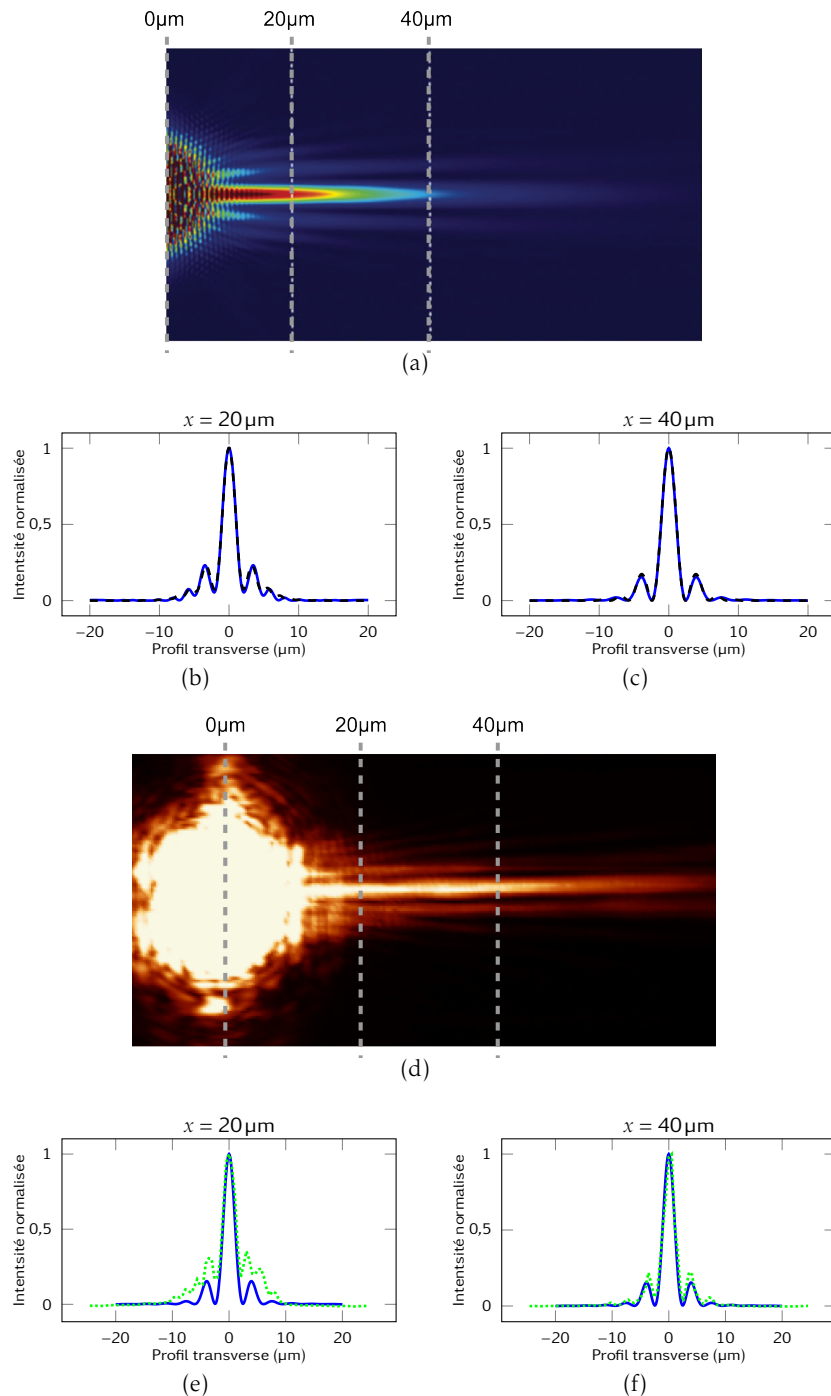 0µm 20µm 40µm
(a)
x = 20 µm
Intentsité normalisée
1
0,5
0
−20 −10 0 10 20
Profil transverse (µm)
(b)
x = 40 µm
Intentsité normalisée
1
0,5
0
−20 −10 0 10 20
Profil transverse (µm)
(c)
0µm 20µm 40µm
(d)
x = 20 µm
Intentsité normalisée
1
0,5
0
−20 −10 0 10 20
Profil transverse (µm)
(e)
x = 40 µm
Intentsité normalisée
1
0,5
0
−20 −10 0 10 20
Profil transverse (µm)
(f)